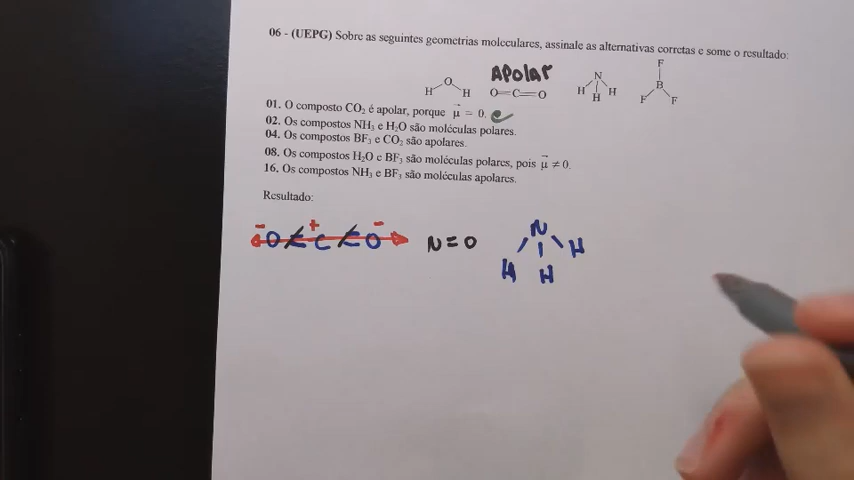 06 - (UEPG) Sobre as seguintes geometrias moleculares, assinale as alternativas corretas e some o resultado:
APOLAR
H O H O=C=O N H H H F B F F
01. O composto CO₂ é apolar, porque μ⃗ = 0. e
02. Os compostos NH₃ e H₂O são moléculas polares.
04. Os compostos BF₃ e CO₂ são apolares.
08. Os compostos H₂O e BF₃ são moléculas polares, pois μ⃗ ≠ 0.
16. Os compostos NH₃ e BF₃ são moléculas apolares.
Resultado:
- + -
O C O N=0 N H H H